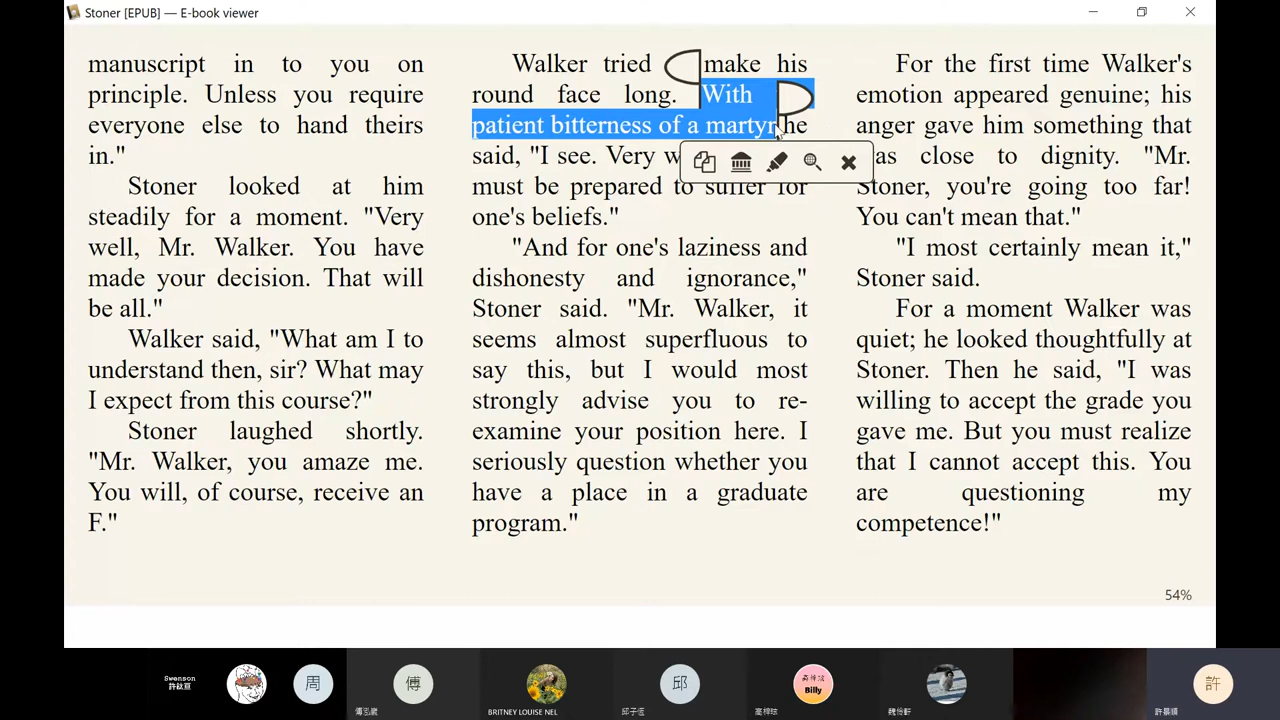 Stoner [EPUB] — E-book viewer
manuscript in to you on
principle. Unless you require
everyone else to hand theirs
in."
Stoner looked at him
steadily for a moment. "Very
well, Mr. Walker. You have
made your decision. That will
be all."
Walker said, "What am I to
understand then, sir? What may
I expect from this course?"
Stoner laughed shortly.
"Mr. Walker, you amaze me.
You will, of course, receive an
F."
Walker tried make his
round face long. With
patient bitterness of a martyr he
said, "I see. Very w
must be prepared to suffer for
one's beliefs."
"And for one's laziness and
dishonesty and ignorance,"
Stoner said. "Mr. Walker, it
seems almost superfluous to
say this, but I would most
strongly advise you to re-
examine your position here. I
seriously question whether you
have a place in a graduate
program."
For the first time Walker's
emotion appeared genuine; his
anger gave him something that
as close to dignity. "Mr.
Stoner, you're going too far!
You can't mean that."
"I most certainly mean it,"
Stoner said.
For a moment Walker was
quiet; he looked thoughtfully at
Stoner. Then he said, "I was
willing to accept the grade you
gave me. But you must realize
that I cannot accept this. You
are questioning my
competence!"
54%
Swenson
周
傅
BRITNEY LOUISE NEL
邱
邱子恆
Billy
許